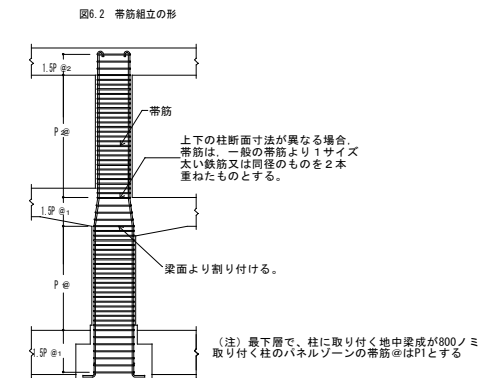 図6.2 帯筋組立の形
1.5P @2
帯筋
P 2@
上下の柱断面寸法が異なる場合，
帯筋は，一般の帯筋より1サイズ
太い鉄筋又は同径のものを2本
重ねたものとする。
1.5P @1
梁面より割り付ける。
P @
（注）最下層で、柱に取り付く地中梁成が800ノミ
1.5P @1
取り付く柱のパネルゾーンの帯筋@はP1とする